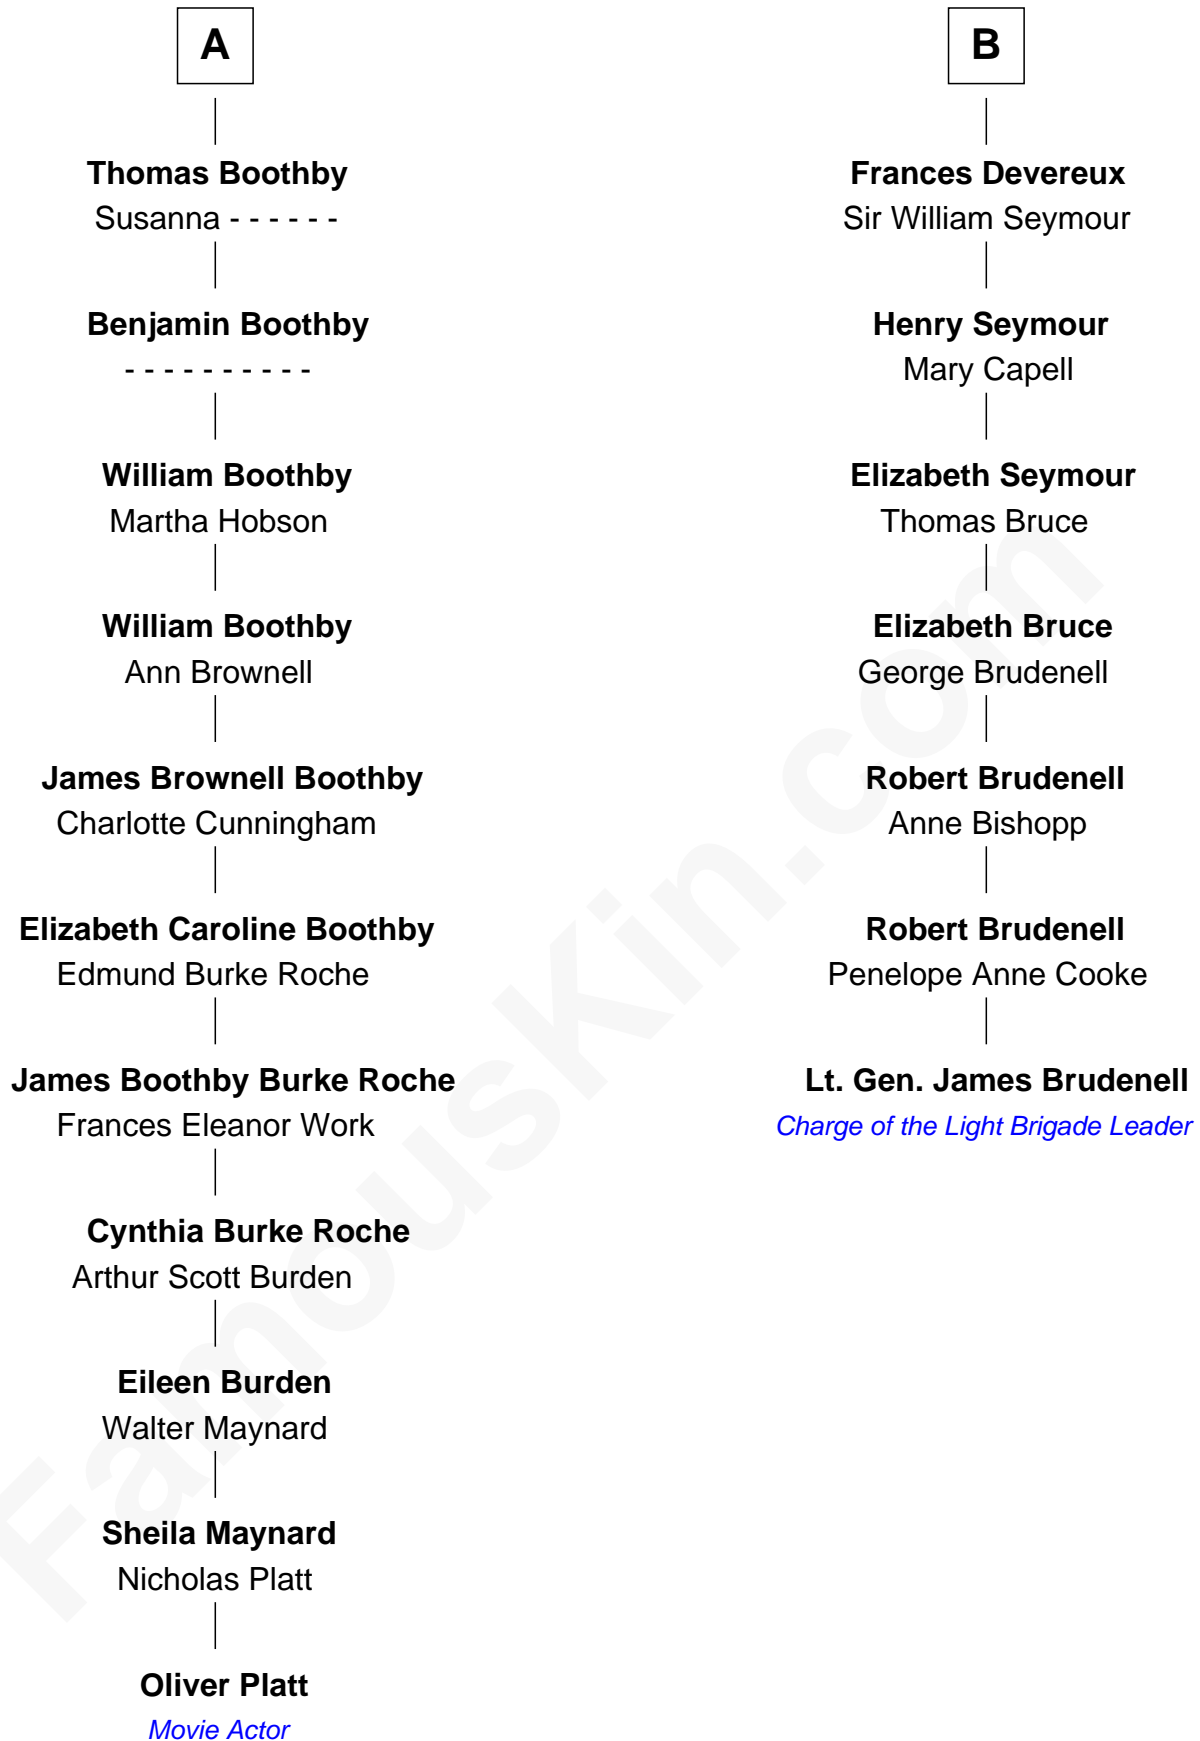 A
Thomas Boothby
Susanna - - - - - -
Benjamin Boothby
- - - - - - - - - -
William Boothby
Martha Hobson
William Boothby
Ann Brownell
James Brownell Boothby
Charlotte Cunningham
Elizabeth Caroline Boothby
Edmund Burke Roche
James Boothby Burke Roche
Frances Eleanor Work
Cynthia Burke Roche
Arthur Scott Burden
Eileen Burden
Walter Maynard
Sheila Maynard
Nicholas Platt
Oliver Platt
Movie Actor
B
Frances Devereux
Sir William Seymour
Henry Seymour
Mary Capell
Elizabeth Seymour
Thomas Bruce
Elizabeth Bruce
George Brudenell
Robert Brudenell
Anne Bishopp
Robert Brudenell
Penelope Anne Cooke
Lt. Gen. James Brudenell
Charge of the Light Brigade Leader
FamousKin.com